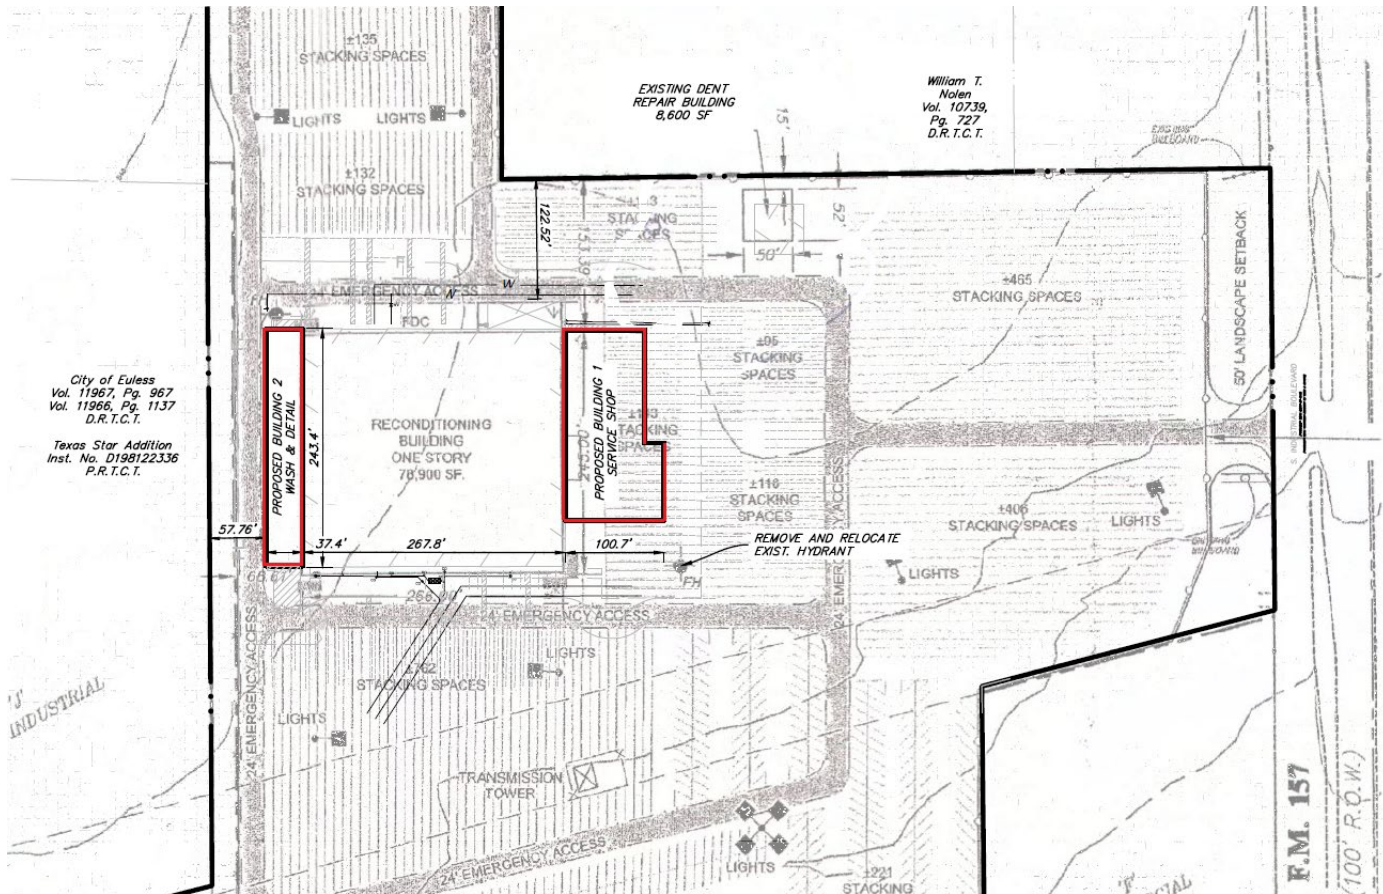 ±135
STACKING SPACES
LIGHTS
LIGHTS
±132
STACKING SPACES
EXISTING DENT
REPAIR BUILDING
8,600 SF
William T.
Nolen
Vol. 10739,
Pg. 727
D.R.T.C.T.
15'
52'
50'
122.52'
153.39'
SPACES
±465
STACKING SPACES
50' LANDSCAPE SETBACK
EMERGENCY ACCESS
W
FDC
±95
STACKING
SPACES
City of Euless
Vol. 11967, Pg. 967
Vol. 11966, Pg. 1137
D.R.T.C.T.
Texas Star Addition
Inst. No. D198122336
P.R.T.C.T.
PROPOSED BUILDING 2
WASH & DETAIL
243.4'
RECONDITIONING
BUILDING
ONE STORY
78,900 SF.
PROPOSED BUILDING 1
SERVICE SHOP
SPACES
±116
STACKING
SPACES
±406
STACKING SPACES
LIGHTS
S. INDUSTRIAL BOULEVARD
57.76'
37.4'
267.8'
100.7'
REMOVE AND RELOCATE
EXIST. HYDRANT
FH
LIGHTS
24' EMERGENCY ACCESS
EMERGENCY ACCESS
24' EMERGENCY ACCESS
STACKING SPACES
LIGHTS
LIGHTS
INDUSTRIAL
TRANSMISSION
TOWER
24' EMERGENCY ACCESS
LIGHTS
±221
STACKING
F.M. 157
(100' R.O.W.)